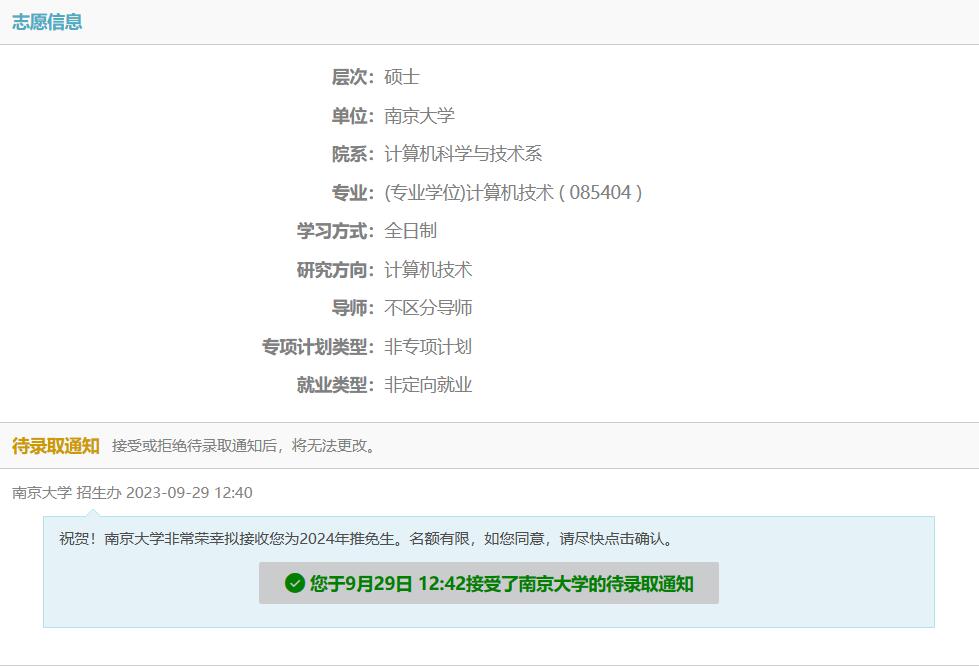 志愿信息
层次：硕士
单位：南京大学
院系：计算机科学与技术系
专业：(专业学位)计算机技术 ( 085404 )
学习方式：全日制
研究方向：计算机技术
导师：不区分导师
专项计划类型：非专项计划
就业类型：非定向就业
待录取通知 接受或拒绝待录取通知后，将无法更改。
南京大学 招生办 2023-09-29 12:40
祝贺！南京大学非常荣幸拟接收您为2024年推免生。名额有限，如您同意，请尽快点击确认。
您于9月29日 12:42接受了南京大学的待录取通知